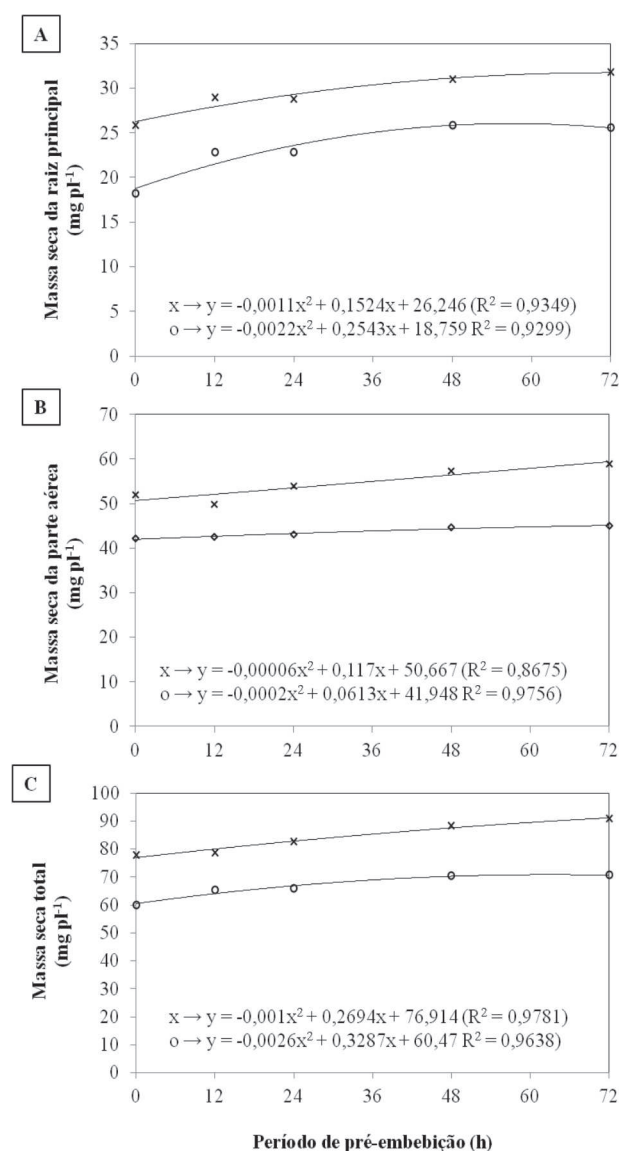 A
Massa seca da raiz principal
(mg pl⁻¹)
35
30
25
20
15
10
5
0
x → y = -0,0011x² + 0,1524x + 26,246 (R² = 0,9349)
o → y = -0,0022x² + 0,2543x + 18,759 R² = 0,9299)
0 12 24 36 48 60 72
B
Massa seca da parte aérea
(mg pl⁻¹)
70
60
50
40
30
20
10
0
x → y = -0,00006x² + 0,117x + 50,667 (R² = 0,8675)
o → y = -0,0002x² + 0,0613x + 41,948 R² = 0,9756)
0 12 24 36 48 60 72
C
Massa seca total
(mg pl⁻¹)
100
90
80
70
60
50
40
30
20
10
0
x → y = -0,001x² + 0,2694x + 76,914 (R² = 0,9781)
o → y = -0,0026x² + 0,3287x + 60,47 R² = 0,9638)
0 12 24 36 48 60 72
Período de pré-embebição (h)